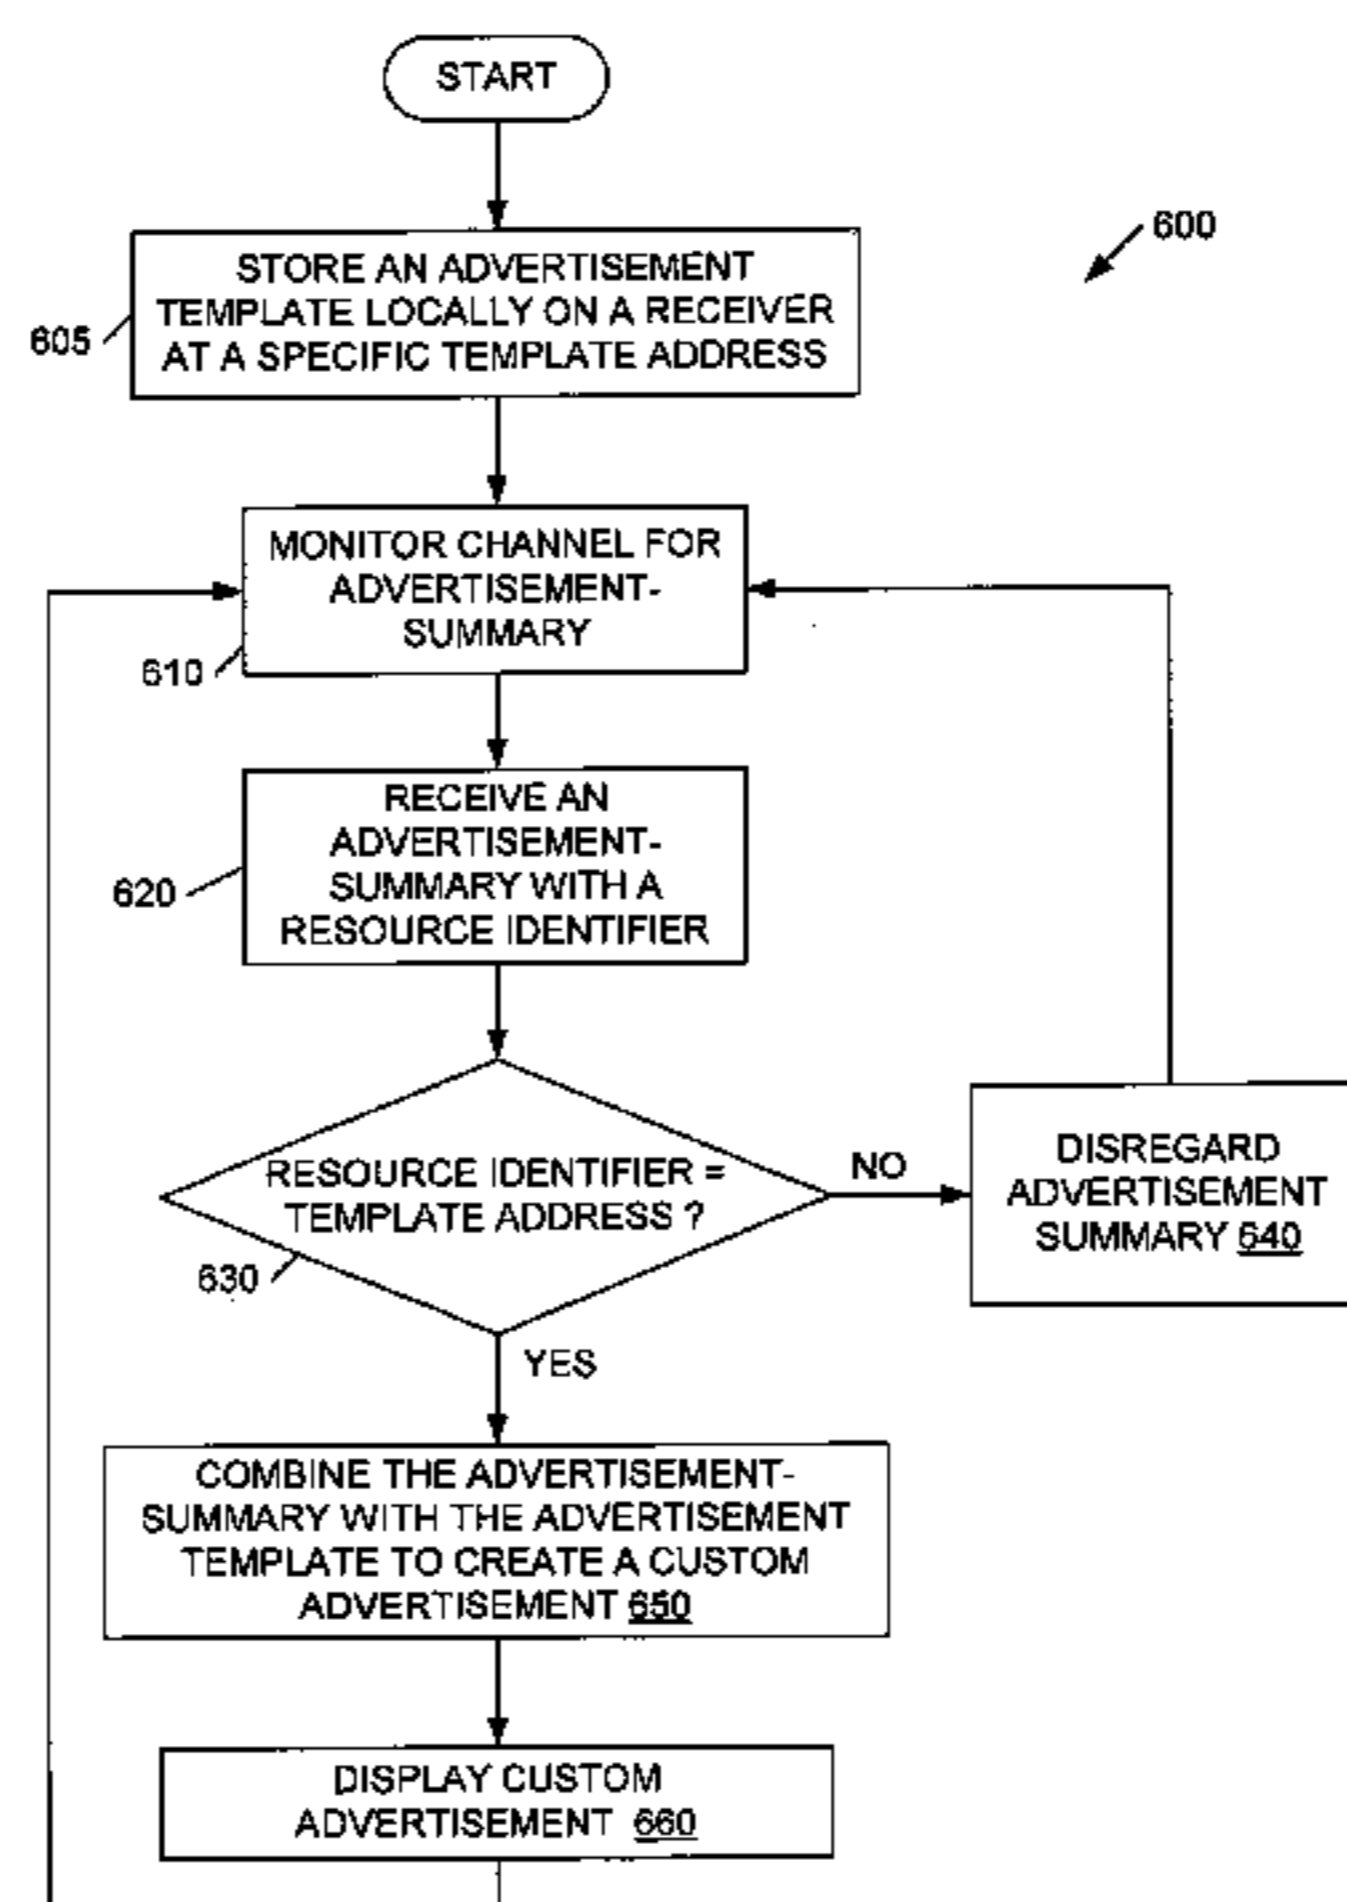 START
600
STORE AN ADVERTISEMENT
TEMPLATE LOCALLY ON A RECEIVER
AT A SPECIFIC TEMPLATE ADDRESS
605
MONITOR CHANNEL FOR
ADVERTISEMENT-
SUMMARY
610
RECEIVE AN
ADVERTISEMENT-
SUMMARY WITH A
RESOURCE IDENTIFIER
620
RESOURCE IDENTIFIER =
TEMPLATE ADDRESS ?
630
NO
DISREGARD
ADVERTISEMENT
SUMMARY 640
YES
COMBINE THE ADVERTISEMENT-
SUMMARY WITH THE ADVERTISEMENT
TEMPLATE TO CREATE A CUSTOM
ADVERTISEMENT 650
DISPLAY CUSTOM
ADVERTISEMENT 660